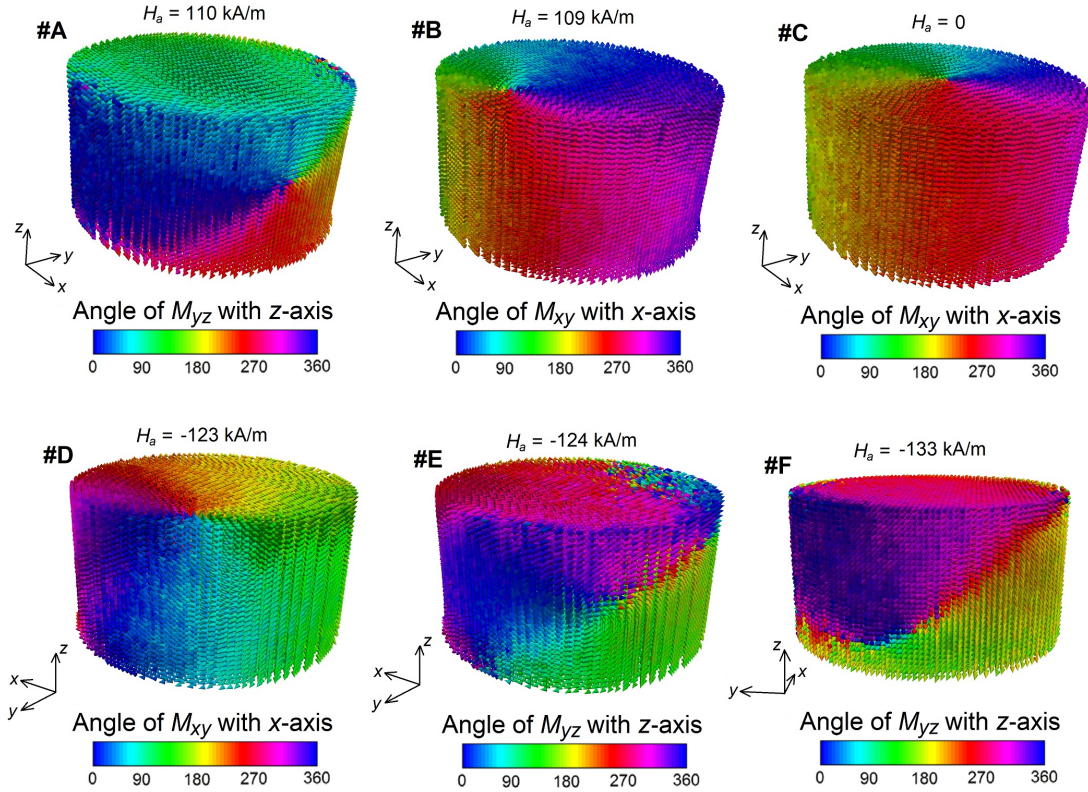 #A
Hₐ = 110 kA/m
#B
Hₐ = 109 kA/m
#C
Hₐ = 0
z
y
x
z
y
x
z
y
x
Angle of Myz with z-axis
0 90 180 270 360
Angle of Mxy with x-axis
0 90 180 270 360
Angle of Mxy with x-axis
0 90 180 270 360
#D
Hₐ = -123 kA/m
#E
Hₐ = -124 kA/m
#F
Hₐ = -133 kA/m
z
x
y
z
x
y
z
x
y
Angle of Mxy with x-axis
0 90 180 270 360
Angle of Myz with z-axis
0 90 180 270 360
Angle of Myz with z-axis
0 90 180 270 360